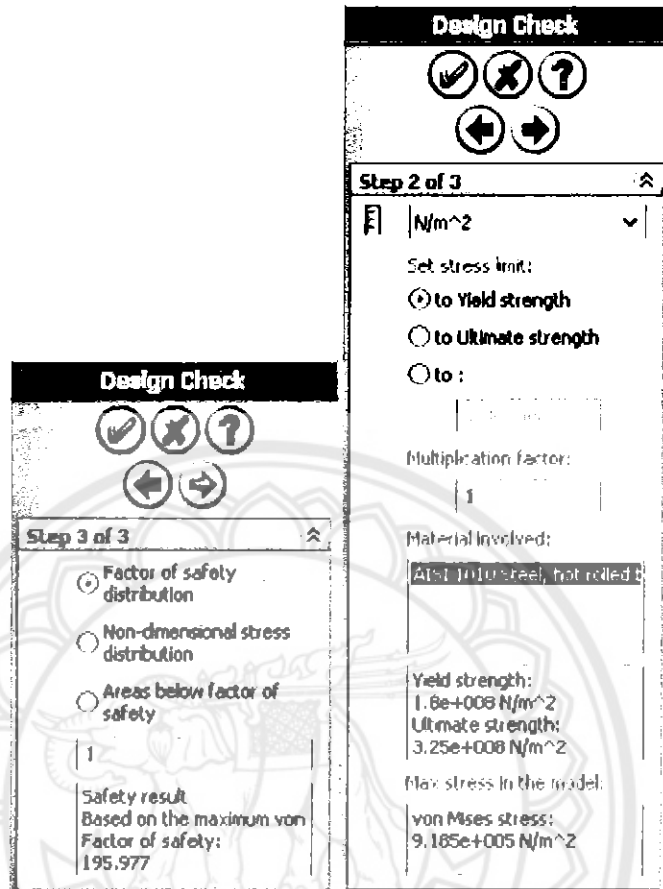 Design Check
Step 2 of 3
N/m^2
Set stress limit:
to Yield strength
to Ultimate strength
to :
Multiplication factor:
1
Material involved:
AISI 1010 steel, hot rolled b
Yield strength:
1.8e+008 N/m^2
Ultimate strength:
3.25e+008 N/m^2
Max stress in the model:
von Mises stress:
9.185e+005 N/m^2
Design Check
Step 3 of 3
Factor of safety
distribution
Non-dimensional stress
distribution
Areas below factor of
safety
1
Safety result
Based on the maximum von
Factor of safety:
195.977